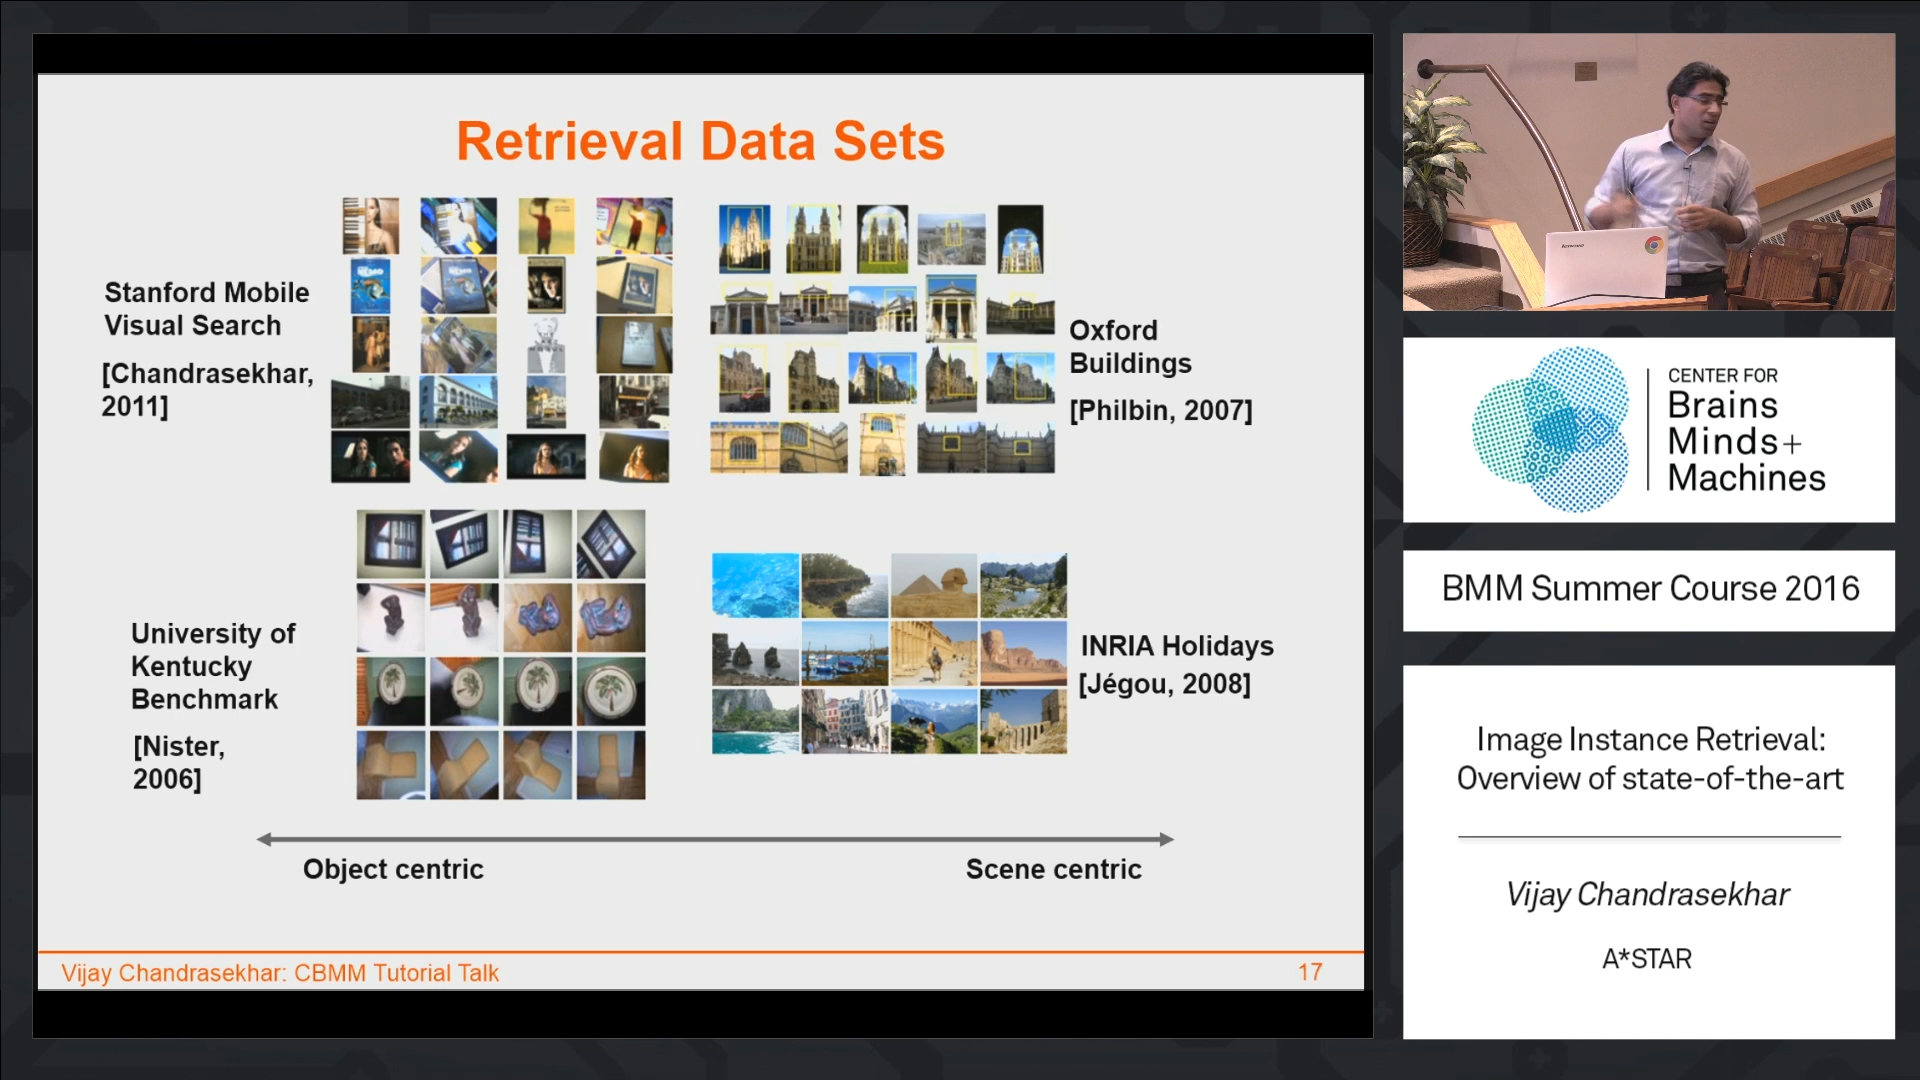 Retrieval Data Sets
Stanford Mobile
Visual Search
[Chandrasekhar,
2011]
Oxford
Buildings
[Philbin, 2007]
University of
Kentucky
Benchmark
[Nister,
2006]
INRIA Holidays
[Jégou, 2008]
Object centric
Scene centric
Vijay Chandrasekhar: CBMM Tutorial Talk
17
lenovo
CENTER FOR
Brains
Minds+
Machines
BMM Summer Course 2016
Image Instance Retrieval:
Overview of state-of-the-art
Vijay Chandrasekhar
A*STAR